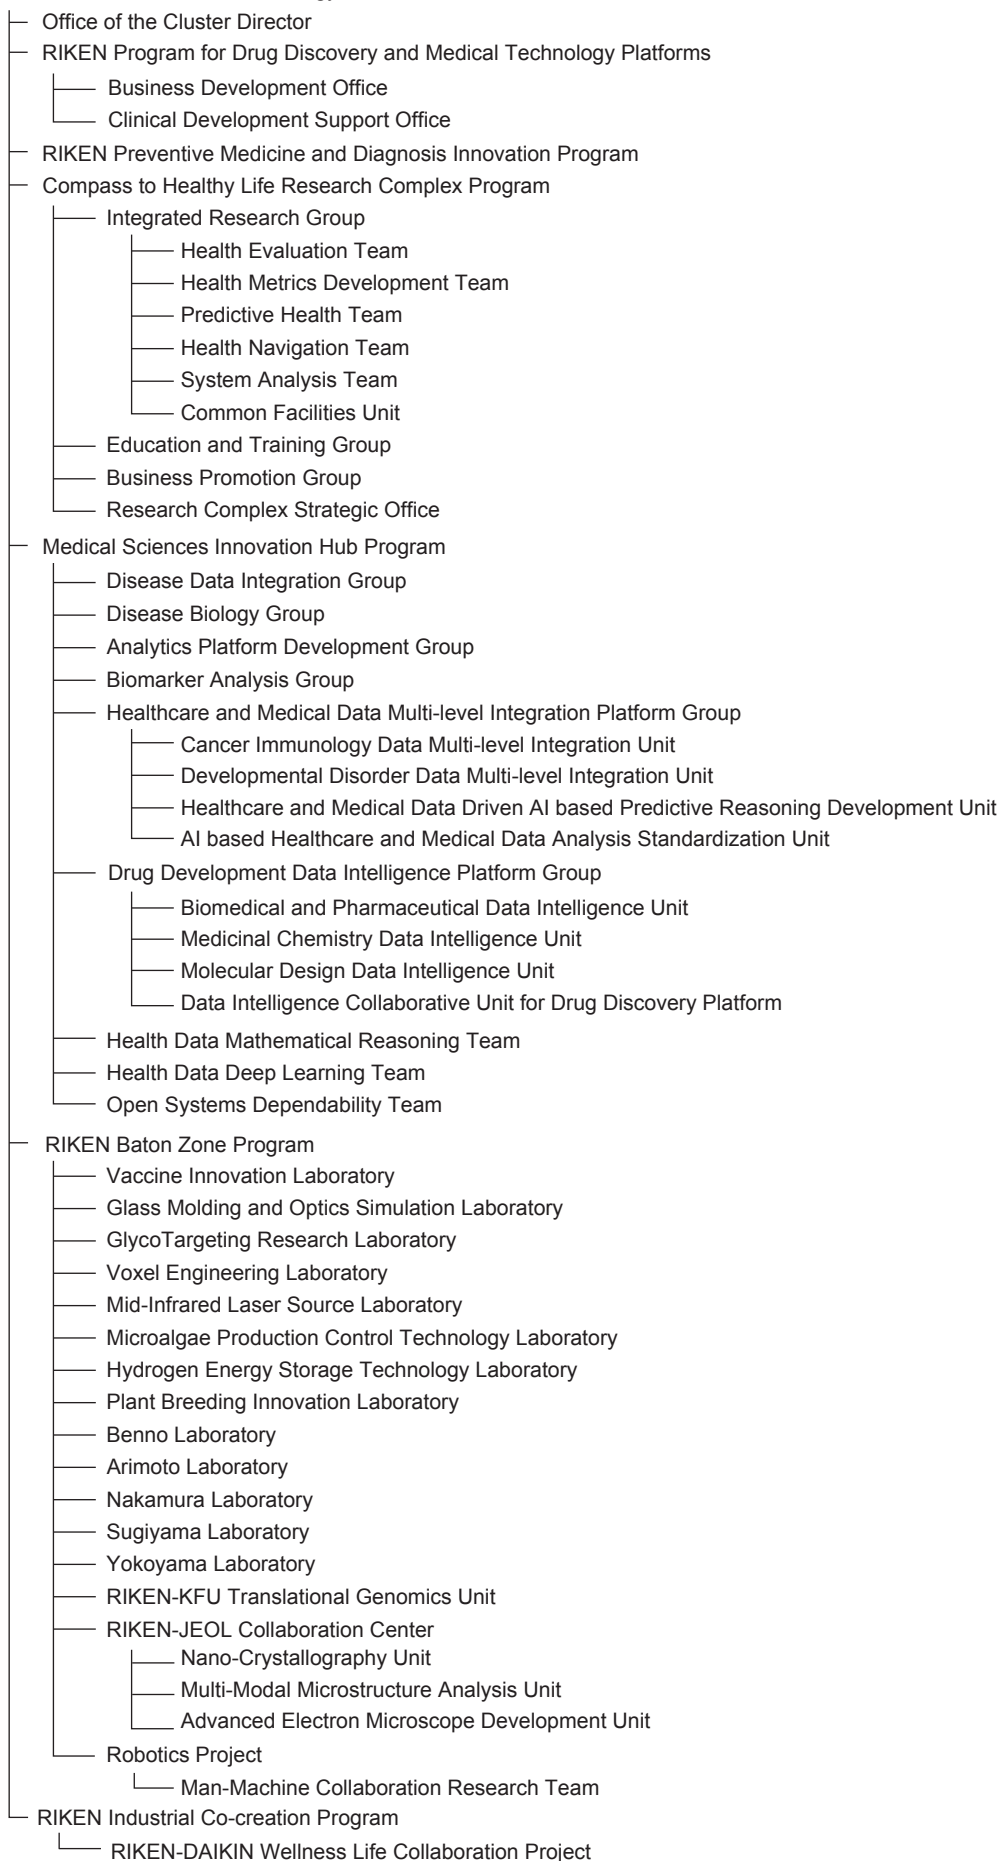 Office of the Cluster Director
RIKEN Program for Drug Discovery and Medical Technology Platforms
Business Development Office
Clinical Development Support Office
RIKEN Preventive Medicine and Diagnosis Innovation Program
Compass to Healthy Life Research Complex Program
Integrated Research Group
Health Evaluation Team
Health Metrics Development Team
Predictive Health Team
Health Navigation Team
System Analysis Team
Common Facilities Unit
Education and Training Group
Business Promotion Group
Research Complex Strategic Office
Medical Sciences Innovation Hub Program
Disease Data Integration Group
Disease Biology Group
Analytics Platform Development Group
Biomarker Analysis Group
Healthcare and Medical Data Multi-level Integration Platform Group
Cancer Immunology Data Multi-level Integration Unit
Developmental Disorder Data Multi-level Integration Unit
Healthcare and Medical Data Driven AI based Predictive Reasoning Development Unit
AI based Healthcare and Medical Data Analysis Standardization Unit
Drug Development Data Intelligence Platform Group
Biomedical and Pharmaceutical Data Intelligence Unit
Medicinal Chemistry Data Intelligence Unit
Molecular Design Data Intelligence Unit
Data Intelligence Collaborative Unit for Drug Discovery Platform
Health Data Mathematical Reasoning Team
Health Data Deep Learning Team
Open Systems Dependability Team
RIKEN Baton Zone Program
Vaccine Innovation Laboratory
Glass Molding and Optics Simulation Laboratory
GlycoTargeting Research Laboratory
Voxel Engineering Laboratory
Mid-Infrared Laser Source Laboratory
Microalgae Production Control Technology Laboratory
Hydrogen Energy Storage Technology Laboratory
Plant Breeding Innovation Laboratory
Benno Laboratory
Arimoto Laboratory
Nakamura Laboratory
Sugiyama Laboratory
Yokoyama Laboratory
RIKEN-KFU Translational Genomics Unit
RIKEN-JEOL Collaboration Center
Nano-Crystallography Unit
Multi-Modal Microstructure Analysis Unit
Advanced Electron Microscope Development Unit
Robotics Project
Man-Machine Collaboration Research Team
RIKEN Industrial Co-creation Program
RIKEN-DAIKIN Wellness Life Collaboration Project